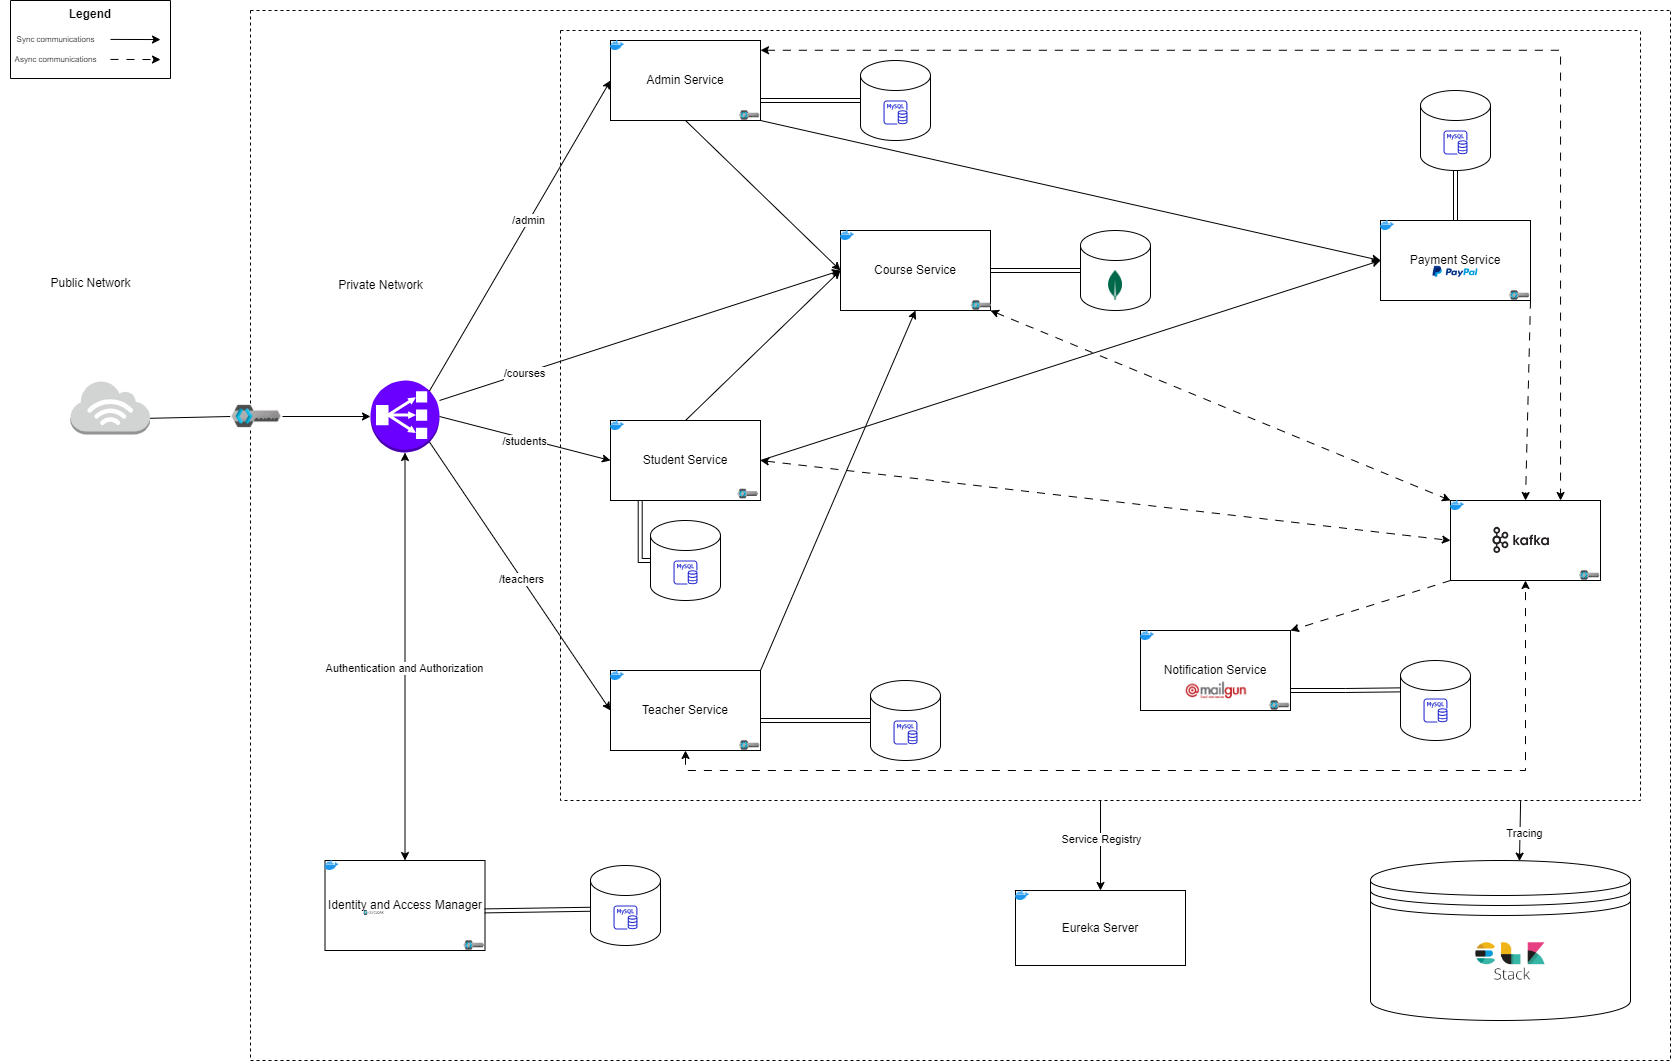 Legend
Sync communications
Async communications
Admin Service
MySQL
MySQL
/admin
Payment Service
PayPal
Course Service
Public Network
Private Network
/courses
/students
Student Service
kafka
MySQL
/teachers
Authentication and Authorization
Notification Service
@mailgun
MySQL
Teacher Service
MySQL
Service Registry
Tracing
Identity and Access Manager
MySQL
Eureka Server
ELK
Stack